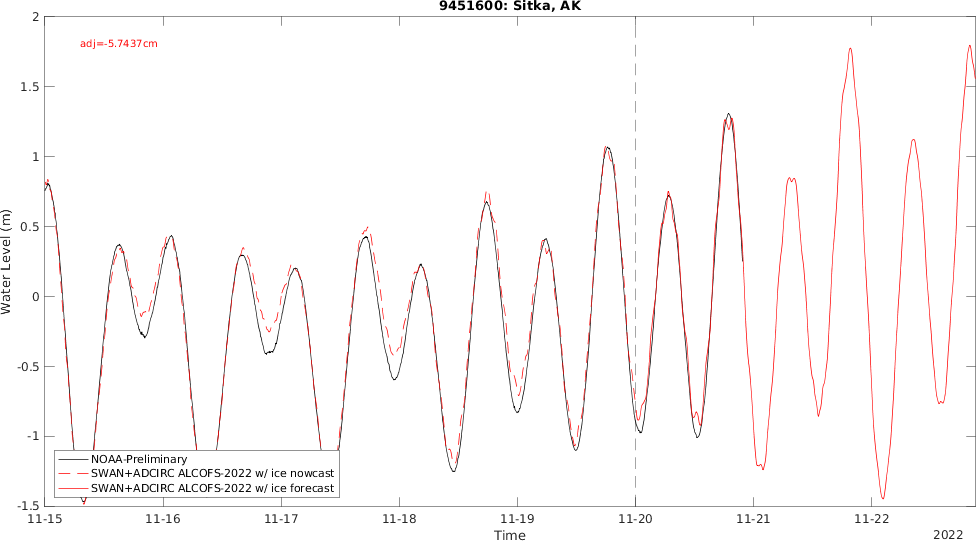 9451600: Sitka, AK
adj=-5.7437cm
Water Level (m)
2
1.5
1
0.5
0
-0.5
-1
-1.5
NOAA-Preliminary
SWAN+ADCIRC ALCOFS-2022 w/ ice nowcast
SWAN+ADCIRC ALCOFS-2022 w/ ice forecast
11-15 11-16 11-17 11-18 11-19 11-20 11-21 11-22
Time
2022